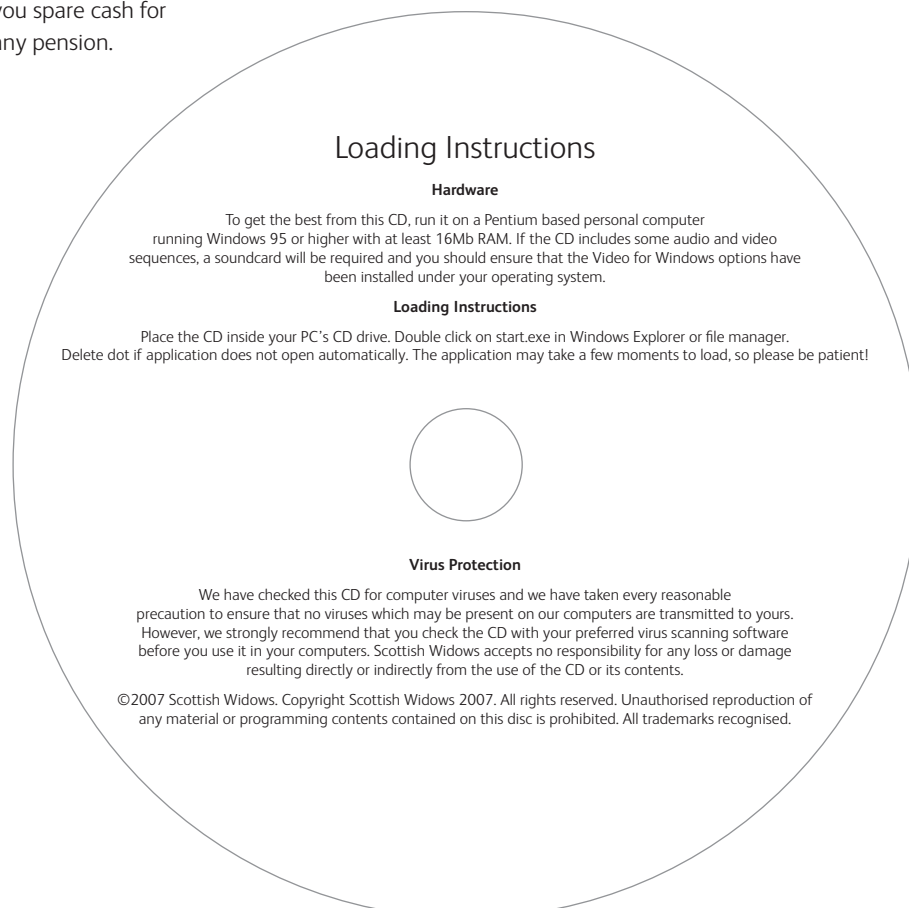 you spare cash for
any pension.
Loading Instructions
Hardware
To get the best from this CD, run it on a Pentium based personal computer
running Windows 95 or higher with at least 16Mb RAM. If the CD includes some audio and video
sequences, a soundcard will be required and you should ensure that the Video for Windows options have
been installed under your operating system.
Loading Instructions
Place the CD inside your PC's CD drive. Double click on start.exe in Windows Explorer or file manager.
Delete dot if application does not open automatically. The application may take a few moments to load, so please be patient!
Virus Protection
We have checked this CD for computer viruses and we have taken every reasonable
precaution to ensure that no viruses which may be present on our computers are transmitted to yours.
However, we strongly recommend that you check the CD with your preferred virus scanning software
before you use it in your computers. Scottish Widows accepts no responsibility for any loss or damage
resulting directly or indirectly from the use of the CD or its contents.
©2007 Scottish Widows. Copyright Scottish Widows 2007. All rights reserved. Unauthorised reproduction of
any material or programming contents contained on this disc is prohibited. All trademarks recognised.